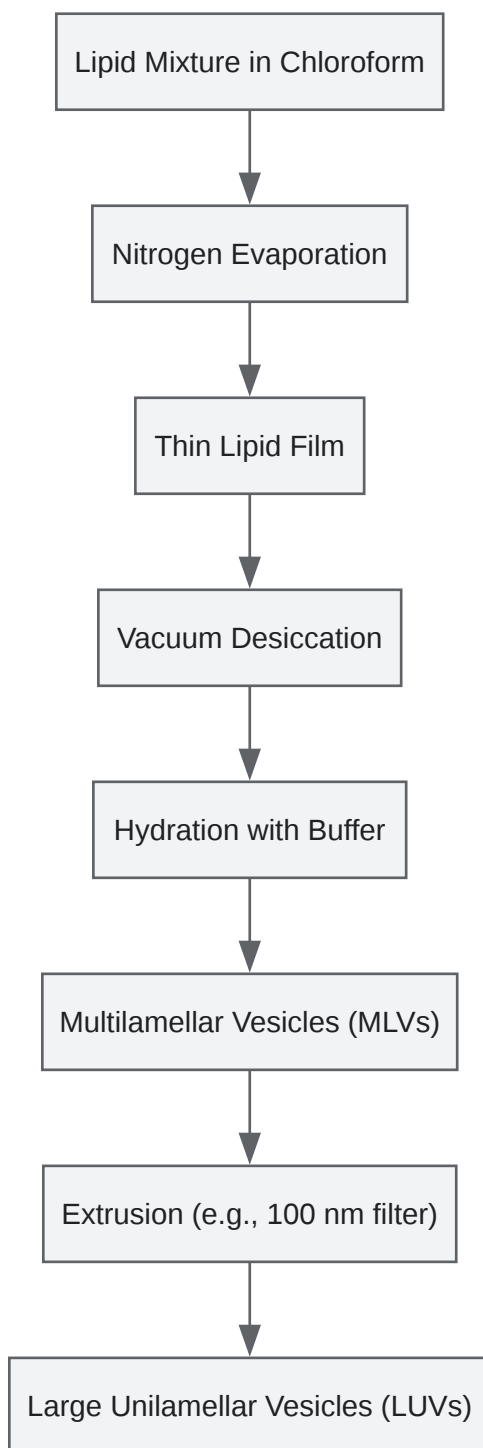 Lipid Mixture in Chloroform
Nitrogen Evaporation
Thin Lipid Film
Vacuum Desiccation
Hydration with Buffer
Multilamellar Vesicles (MLVs)
Extrusion (e.g., 100 nm filter)
Large Unilamellar Vesicles (LUVs)